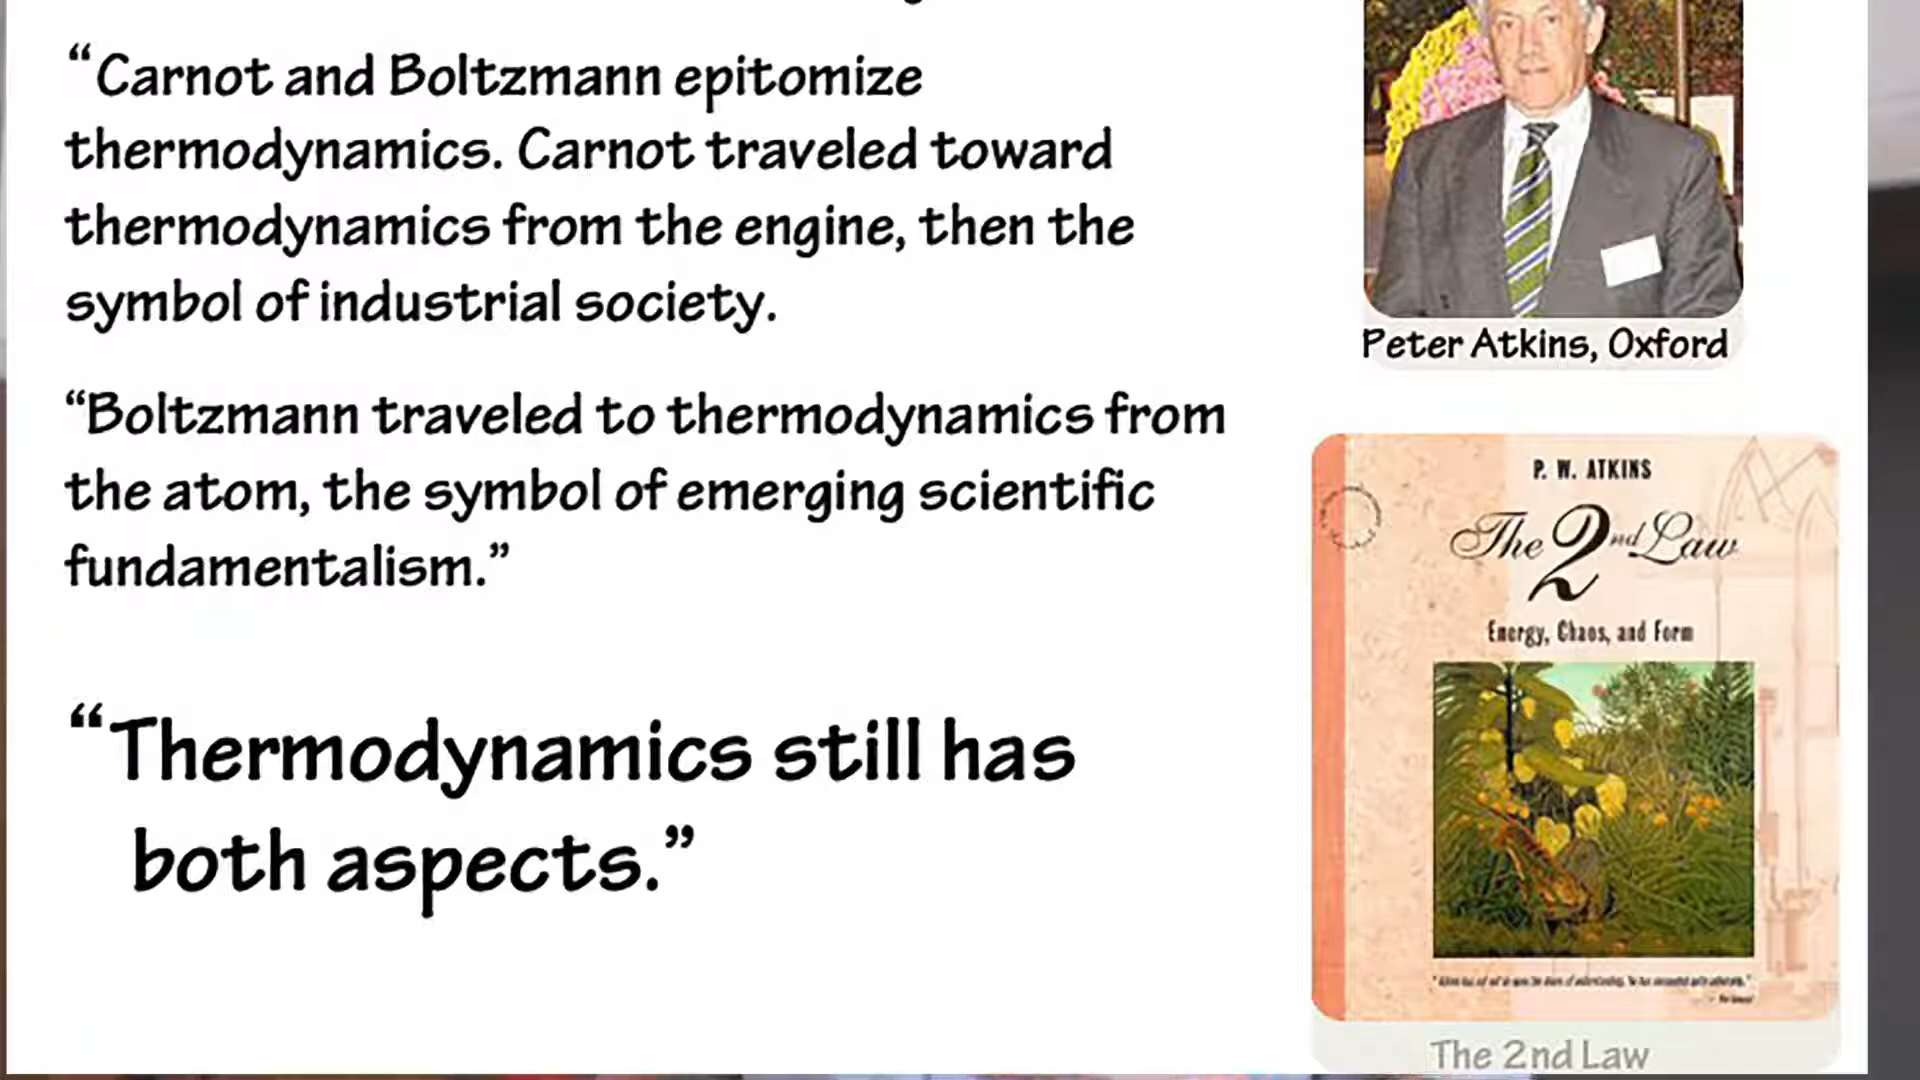 “Carnot and Boltzmann epitomize
thermodynamics. Carnot traveled toward
thermodynamics from the engine, then the
symbol of industrial society.
“Boltzmann traveled to thermodynamics from
the atom, the symbol of emerging scientific
fundamentalism.”
“Thermodynamics still has
both aspects.”
Peter Atkins, Oxford
P. W. ATKINS
The 2nd Law
Energy, Chaos, and Form
The 2nd Law